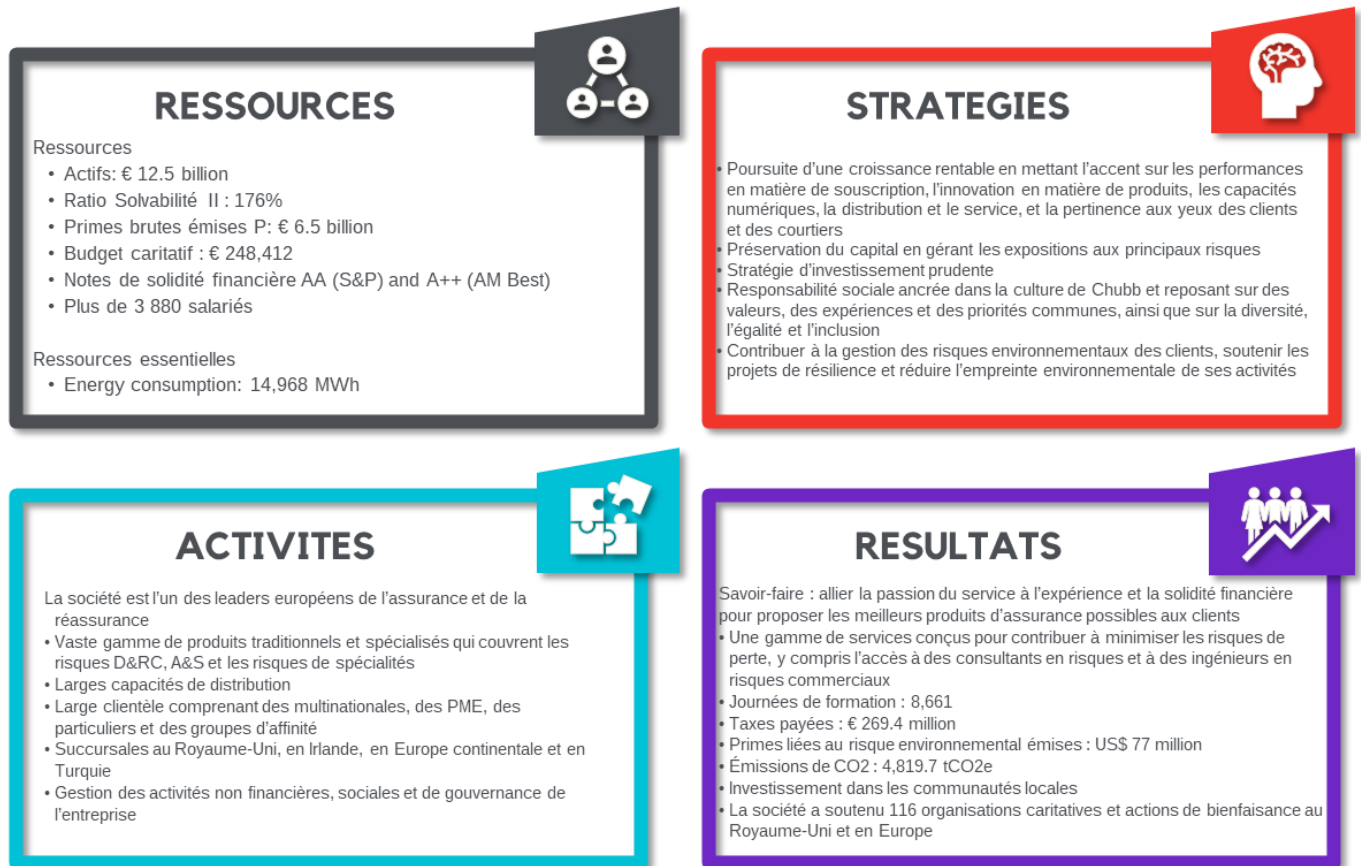 RESSOURCES
Ressources
• Actifs: € 12.5 billion
• Ratio Solvabilité II : 176%
• Primes brutes émises P: € 6.5 billion
• Budget caritatif : € 248,412
• Notes de solidité financière AA (S&P) and A++ (AM Best)
• Plus de 3 880 salariés
Ressources essentielles
• Energy consumption: 14,968 MWh
STRATEGIES
• Poursuite d'une croissance rentable en mettant l'accent sur les performances
en matière de souscription, l'innovation en matière de produits, les capacités
numériques, la distribution et le service, et la pertinence aux yeux des clients
et des courtiers
• Préservation du capital en gérant les expositions aux principaux risques
• Stratégie d'investissement prudente
• Responsabilité sociale ancrée dans la culture de Chubb et reposant sur des
valeurs, des expériences et des priorités communes, ainsi que sur la diversité,
l'égalité et l'inclusion
• Contribuer à la gestion des risques environnementaux des clients, soutenir les
projets de résilience et réduire l'empreinte environnementale de ses activités
ACTIVITES
La société est l'un des leaders européens de l'assurance et de la
réassurance
• Vaste gamme de produits traditionnels et spécialisés qui couvrent les
risques D&RC, A&S et les risques de spécialités
• Larges capacités de distribution
• Large clientèle comprenant des multinationales, des PME, des
particuliers et des groupes d'affinité
• Succursales au Royaume-Uni, en Irlande, en Europe continentale et en
Turquie
• Gestion des activités non financières, sociales et de gouvernance de
l'entreprise
RESULTATS
Savoir-faire : allier la passion du service à l'expérience et la solidité financière
pour proposer les meilleurs produits d'assurance possibles aux clients
• Une gamme de services conçus pour contribuer à minimiser les risques de
perte, y compris l'accès à des consultants en risques et à des ingénieurs en
risques commerciaux
• Journées de formation : 8,661
• Taxes payées : € 269.4 million
• Primes liées au risque environnemental émises : US$ 77 million
• Émissions de CO2 : 4,819.7 tCO2e
• Investissement dans les communautés locales
• La société a soutenu 116 organisations caritatives et actions de bienfaisance au
Royaume-Uni et en Europe